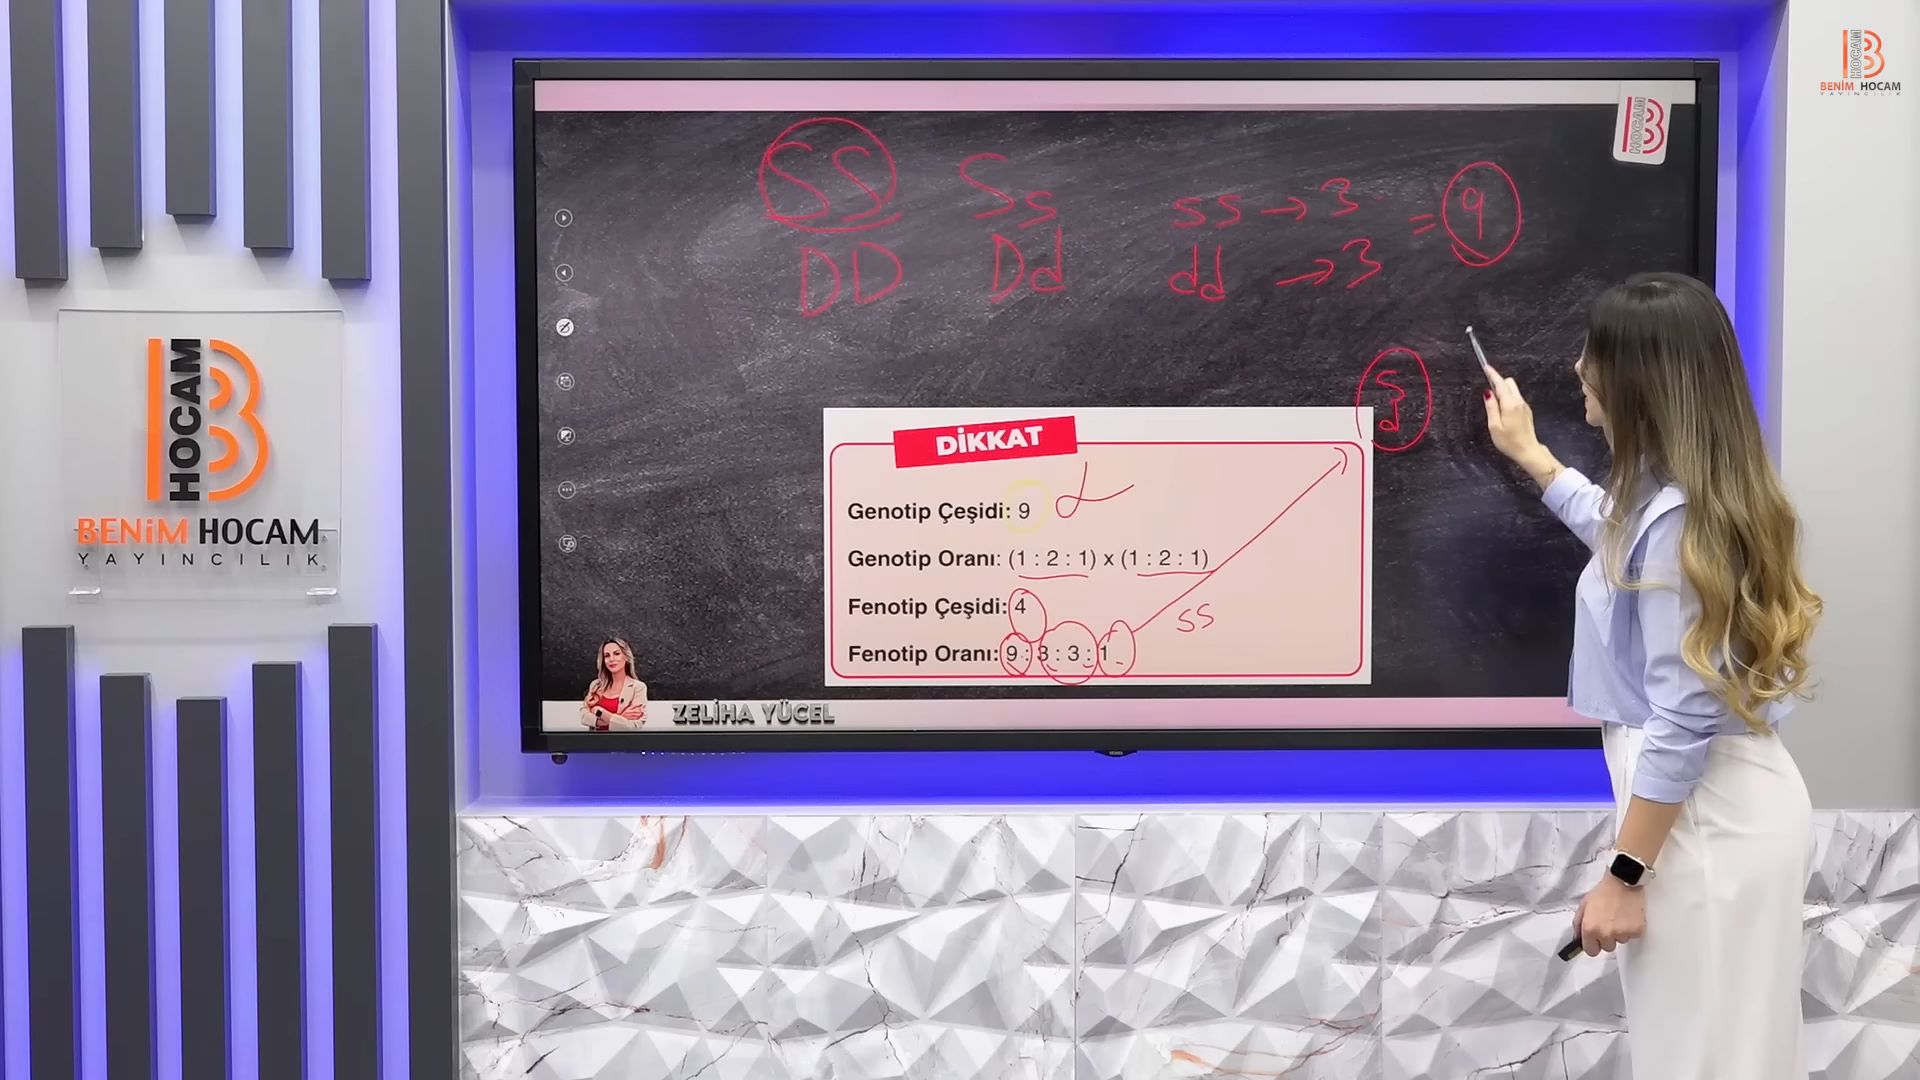 BENİM HOCAM
YAYINCILIK
HOCAM
HOCAM
BENİM HOCAM
YAYINCILIK
SS Ss ss → 3
= 9
DD Dd dd → 3
s
d
DİKKAT
Genotip Çeşidi: 9
Genotip Oranı: (1 : 2 : 1) x (1 : 2 : 1)
Fenotip Çeşidi: 4
ss
Fenotip Oranı: 9 : 3 : 3 : 1
ZELİHA YÜCEL